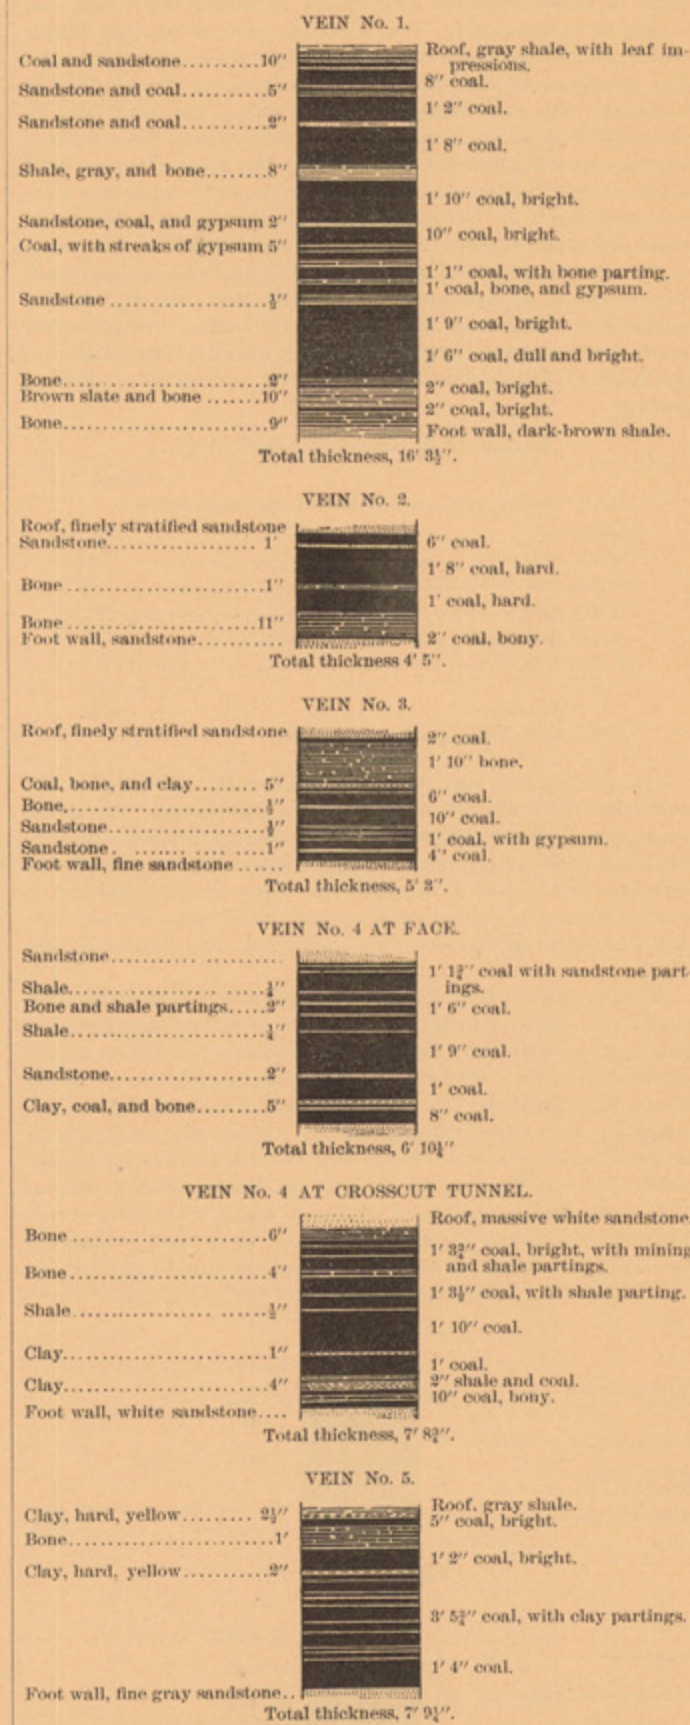 VEIN No. 1.
Coal and sandstone..........10″
Sandstone and coal...........5″
Sandstone and coal...........2″
Shale, gray, and bone........8″
Sandstone, coal, and gypsum 2″
Coal, with streaks of gypsum 5″
Sandstone ....................½″
Bone..........................2″
Brown slate and bone .......10″
Bone..........................9″
Roof, gray shale, with leaf im-
pressions.
8″ coal.
1′ 2″ coal.
1′ 8″ coal.
1′ 10″ coal, bright.
10″ coal, bright.
1′ 1″ coal, with bone parting.
1′ coal, bone, and gypsum.
1′ 9″ coal, bright.
1′ 6″ coal, dull and bright.
2″ coal, bright.
2″ coal, bright.
Foot wall, dark-brown shale.
Total thickness, 16′ 3½″.
VEIN No. 2.
Roof, finely stratified sandstone
Sandstone................... 1′
Bone .........................1″
Bone ........................11″
Foot wall, sandstone..........
6″ coal.
1′ 8″ coal, hard.
1′ coal, hard.
2″ coal, bony.
Total thickness 4′ 5″.
VEIN No. 3.
Roof, finely stratified sandstone
Coal, bone, and clay........ 5″
Bone..........................½″
Sandstone....................½″
Sandstone. ....... ... ....1″
Foot wall, fine sandstone ......
2″ coal.
1′ 10″ bone.
6″ coal.
10″ coal.
1′ coal, with gypsum.
4″ coal.
Total thickness, 5′ 3″.
VEIN No. 4 AT FACE.
Sandstone........... ..........
Shale.........................¼″
Bone and shale partings.....2″
Shale.........................¼″
Sandstone....................2″
Clay, coal, and bone.........5″
1′ 1¾″ coal with sandstone part-
ings.
1′ 6″ coal.
1′ 9″ coal.
1′ coal.
8″ coal.
Total thickness, 6′ 10¼″
VEIN No. 4 AT CROSSCUT TUNNEL.
Bone .........................6″
Bone..........................4″
Shale ................. ......½″
Clay..........................1″
Clay..........................4″
Foot wall, white sandstone....
Roof, massive white sandstone.
1′ 3¾″ coal, bright, with mining
and shale partings.
1′ 3½″ coal, with shale parting.
1′ 10″ coal.
1′ coal.
2″ shale and coal.
10″ coal, bony.
Total thickness, 7′ 8¾″.
VEIN No. 5.
Clay, hard, yellow......... 2½″
Bone..........................1′
Clay, hard, yellow...........2″
Foot wall, fine gray sandstone..
Roof, gray shale.
5″ coal, bright.
1′ 2″ coal, bright.
3′ 5¾″ coal, with clay partings.
1′ 4″ coal.
Total thickness, 7′ 9¼″.